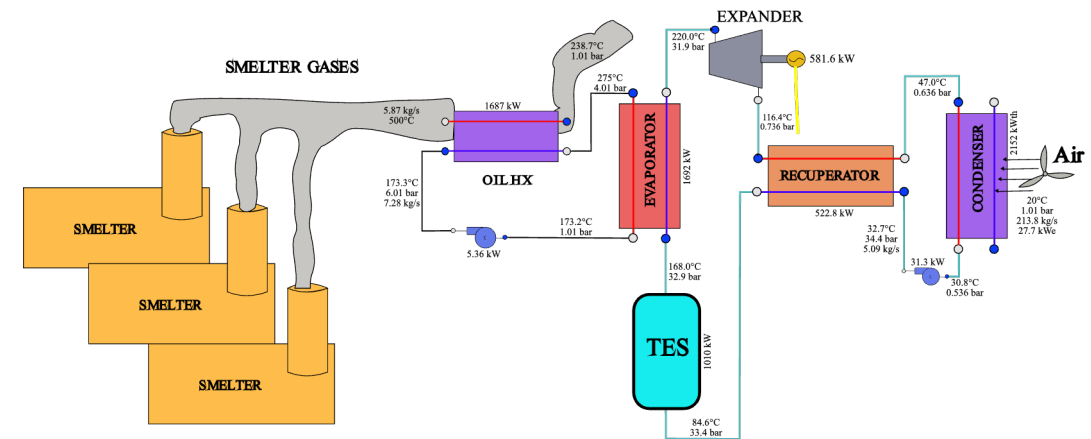 EXPANDER
SMELTER GASES
238.7°C
1.01 bar
220.0°C
31.9 bar
581.6 kW
275°C
4.01 bar
47.0°C
0.636 bar
5.87 kg/s
500°C
1687 kW
OIL HX
116.4°C
0.736 bar
EVAPORATOR
1692 kW
RECUPERATOR
522.8 kW
CONDENSER
2152 kWth
Air
20°C
1.01 bar
213.8 kg/s
27.7 kWe
173.3°C
6.01 bar
7.28 kg/s
173.2°C
1.01 bar
5.36 kW
32.7°C
34.4 bar
5.09 kg/s
31.3 kW
30.8°C
0.536 bar
168.0°C
32.9 bar
TES
1010 kW
84.6°C
33.4 bar
SMELTER
SMELTER
SMELTER